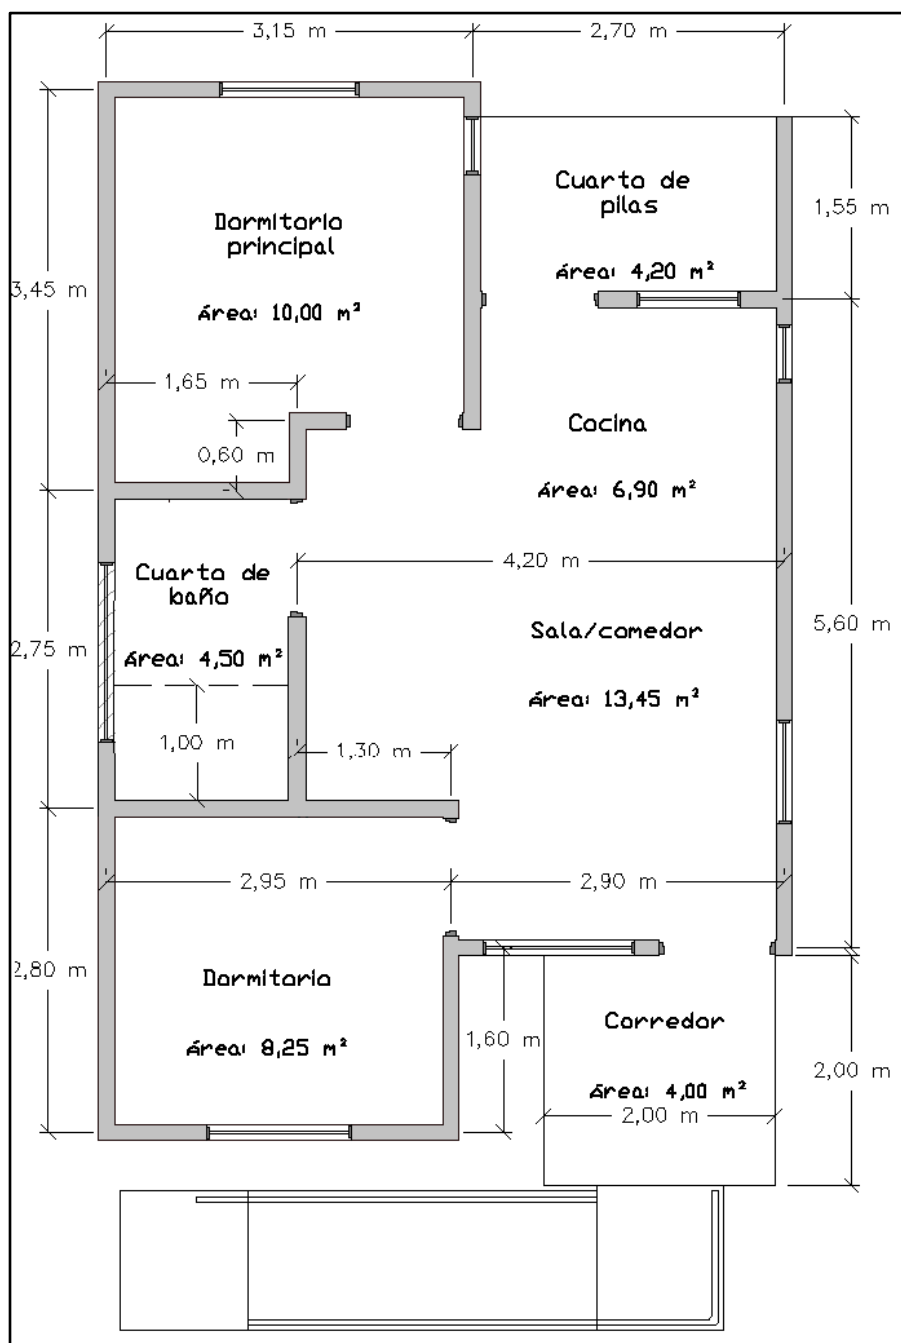 3,15 m
2,70 m
Cuarto de
pilas
Área: 4,20 m²
1,55 m
Dormitorio
principal
Área: 10,00 m²
3,45 m
1,65 m
0,60 m
Cocina
Área: 6,90 m²
4,20 m
Cuarto de
baño
Área: 4,50 m²
Sala/comedor
Área: 13,45 m²
5,60 m
2,75 m
1,00 m
1,30 m
2,95 m
2,90 m
2,80 m
Dormitorio
Área: 8,25 m²
1,60 m
Corredor
Área: 4,00 m²
2,00 m
2,00 m